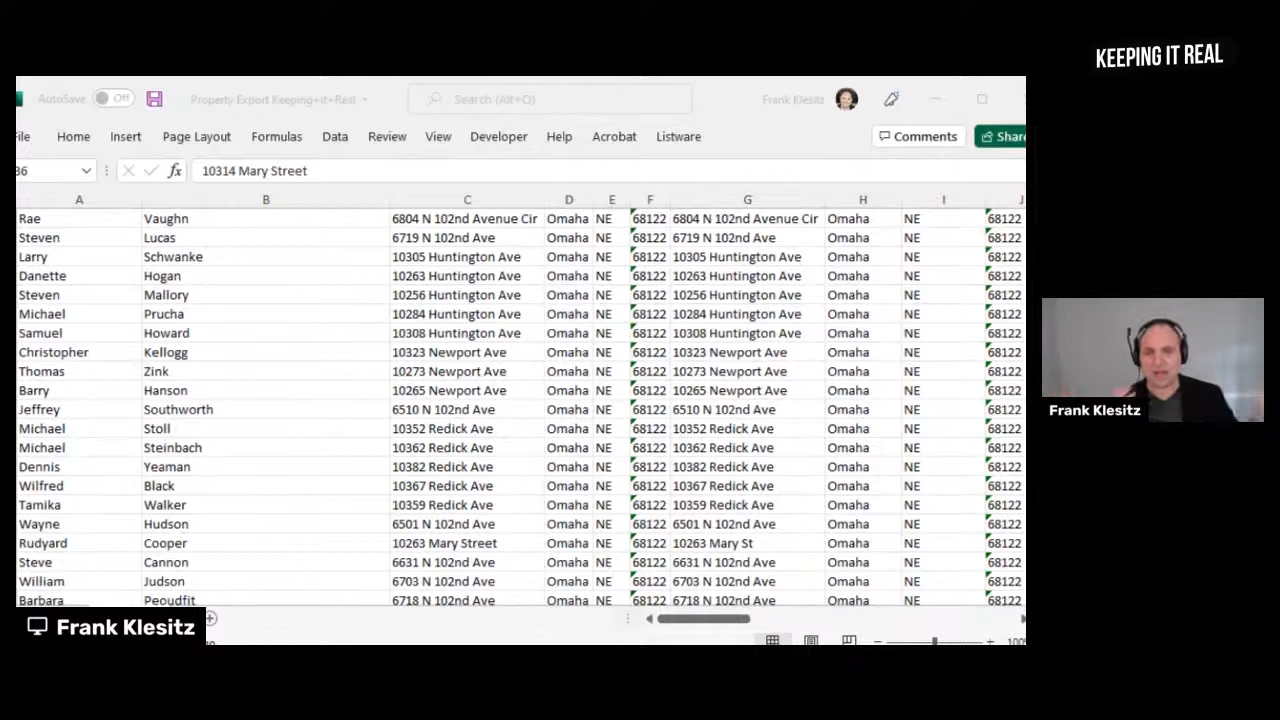 KEEPING IT REAL
AutoSave Off Property Export Keeping+It+Real Search (Alt+Q) Frank Klesitz
File Home Insert Page Layout Formulas Data Review View Developer Help Acrobat Listware Comments Share
36 fx 10314 Mary Street
A B C D E F G H I J
Rae Vaughn 6804 N 102nd Avenue Cir Omaha NE 68122 6804 N 102nd Avenue Cir Omaha NE 68122
Steven Lucas 6719 N 102nd Ave Omaha NE 68122 6719 N 102nd Ave Omaha NE 68122
Larry Schwanke 10305 Huntington Ave Omaha NE 68122 10305 Huntington Ave Omaha NE 68122
Danette Hogan 10263 Huntington Ave Omaha NE 68122 10263 Huntington Ave Omaha NE 68122
Steven Mallory 10256 Huntington Ave Omaha NE 68122 10256 Huntington Ave Omaha NE 68122
Michael Prucha 10284 Huntington Ave Omaha NE 68122 10284 Huntington Ave Omaha NE 68122
Samuel Howard 10308 Huntington Ave Omaha NE 68122 10308 Huntington Ave Omaha NE 68122
Christopher Kellogg 10323 Newport Ave Omaha NE 68122 10323 Newport Ave Omaha NE 68122
Thomas Zink 10273 Newport Ave Omaha NE 68122 10273 Newport Ave Omaha NE 68122
Barry Hanson 10265 Newport Ave Omaha NE 68122 10265 Newport Ave Omaha NE 68122
Jeffrey Southworth 6510 N 102nd Ave Omaha NE 68122 6510 N 102nd Ave Omaha NE 68122
Michael Stoll 10352 Redick Ave Omaha NE 68122 10352 Redick Ave Omaha NE 68122
Michael Steinbach 10362 Redick Ave Omaha NE 68122 10362 Redick Ave Omaha NE 68122
Dennis Yeaman 10382 Redick Ave Omaha NE 68122 10382 Redick Ave Omaha NE 68122
Wilfred Black 10367 Redick Ave Omaha NE 68122 10367 Redick Ave Omaha NE 68122
Tamika Walker 10359 Redick Ave Omaha NE 68122 10359 Redick Ave Omaha NE 68122
Wayne Hudson 6501 N 102nd Ave Omaha NE 68122 6501 N 102nd Ave Omaha NE 68122
Rudyard Cooper 10263 Mary Street Omaha NE 68122 10263 Mary St Omaha NE 68122
Steve Cannon 6631 N 102nd Ave Omaha NE 68122 6631 N 102nd Ave Omaha NE 68122
William Judson 6703 N 102nd Ave Omaha NE 68122 6703 N 102nd Ave Omaha NE 68122
Barbara Peoudfit 6718 N 102nd Ave Omaha NE 68122 6718 N 102nd Ave Omaha NE 68122
Frank Klesitz
Frank Klesitz